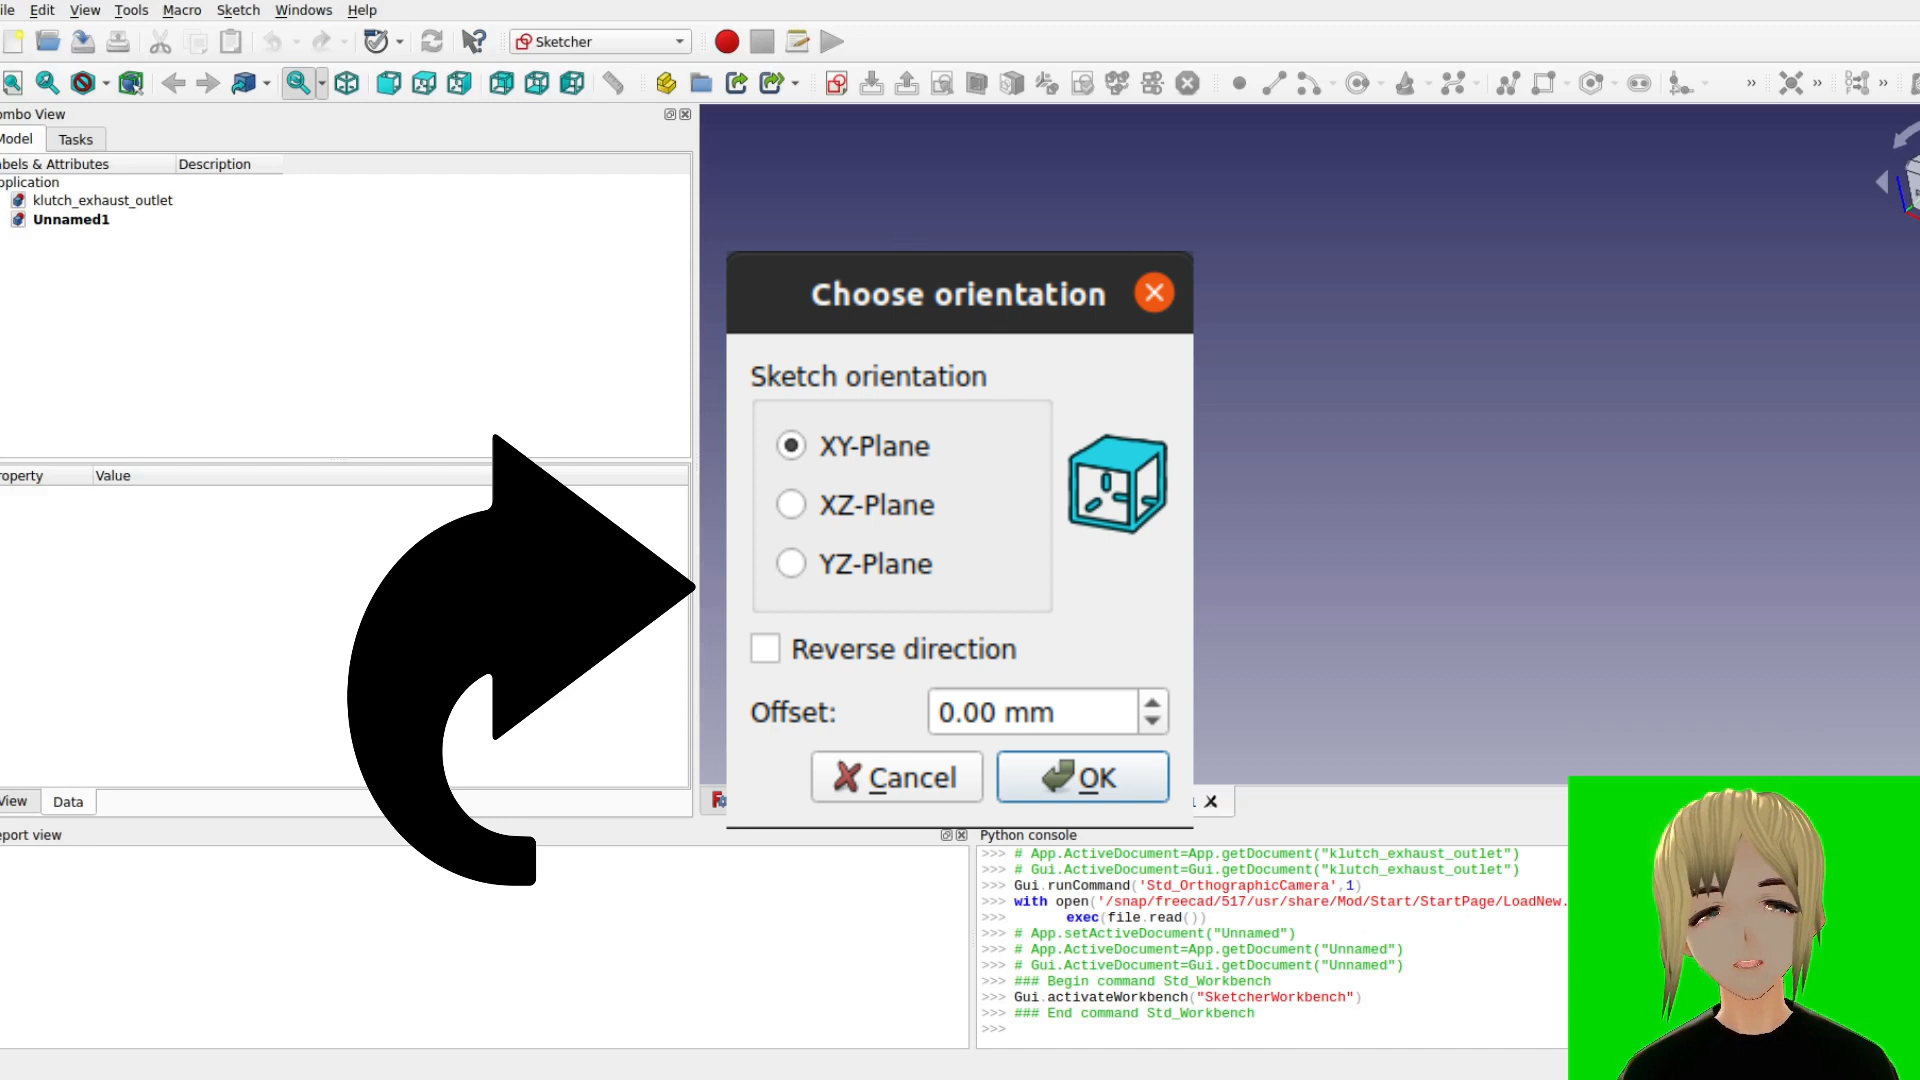 ile Edit View Tools Macro Sketch Windows Help
Sketcher
ombo View
Model Tasks
abels & Attributes Description
pplication
klutch_exhaust_outlet
Unnamed1
Choose orientation
Sketch orientation
XY-Plane
XZ-Plane
YZ-Plane
Reverse direction
Offset: 0.00 mm
Cancel OK
roperty Value
View Data
1
eport view
Python console
>>> # App.ActiveDocument=App.getDocument("klutch_exhaust_outlet")
>>> # Gui.ActiveDocument=Gui.getDocument("klutch_exhaust_outlet")
>>> Gui.runCommand('Std_OrthographicCamera',1)
>>> with open('/snap/freecad/517/usr/share/Mod/Start/StartPage/LoadNew.
>>> exec(file.read())
>>> # App.setActiveDocument("Unnamed")
>>> # App.ActiveDocument=App.getDocument("Unnamed")
>>> # Gui.ActiveDocument=Gui.getDocument("Unnamed")
>>> ### Begin command Std_Workbench
>>> Gui.activateWorkbench("SketcherWorkbench")
>>> ### End command Std_Workbench
>>>